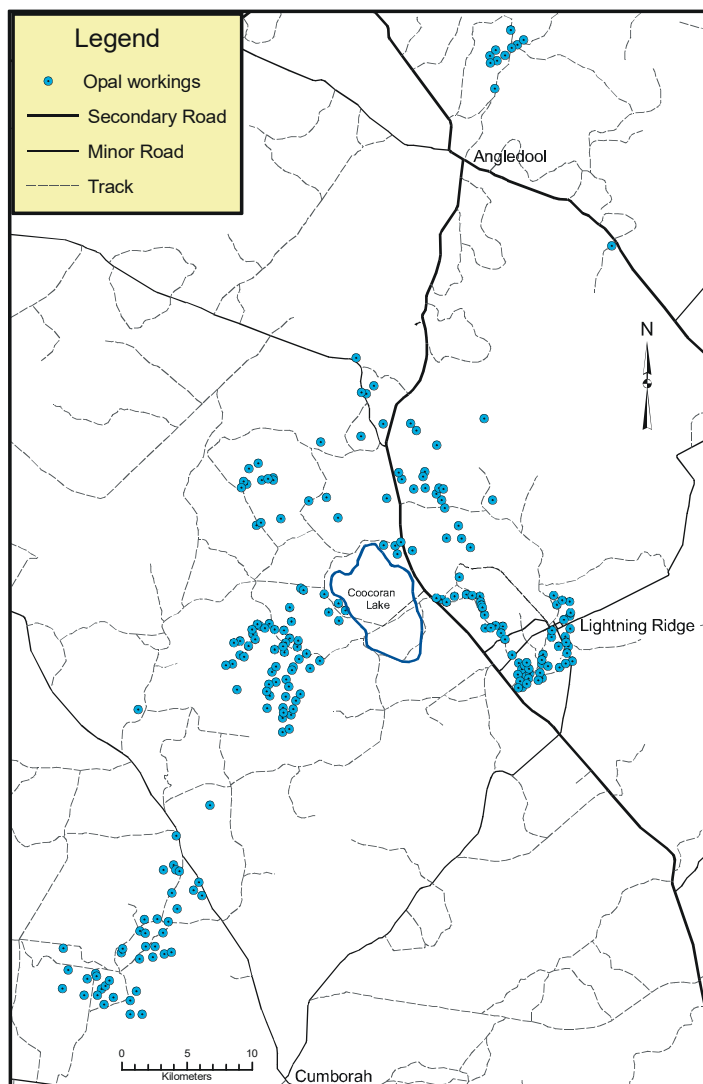 Legend
Opal workings
Secondary Road
Minor Road
Track
Angledool
N
Coocoran
Lake
Lightning Ridge
0 5 10
Kilometers
Cumborah